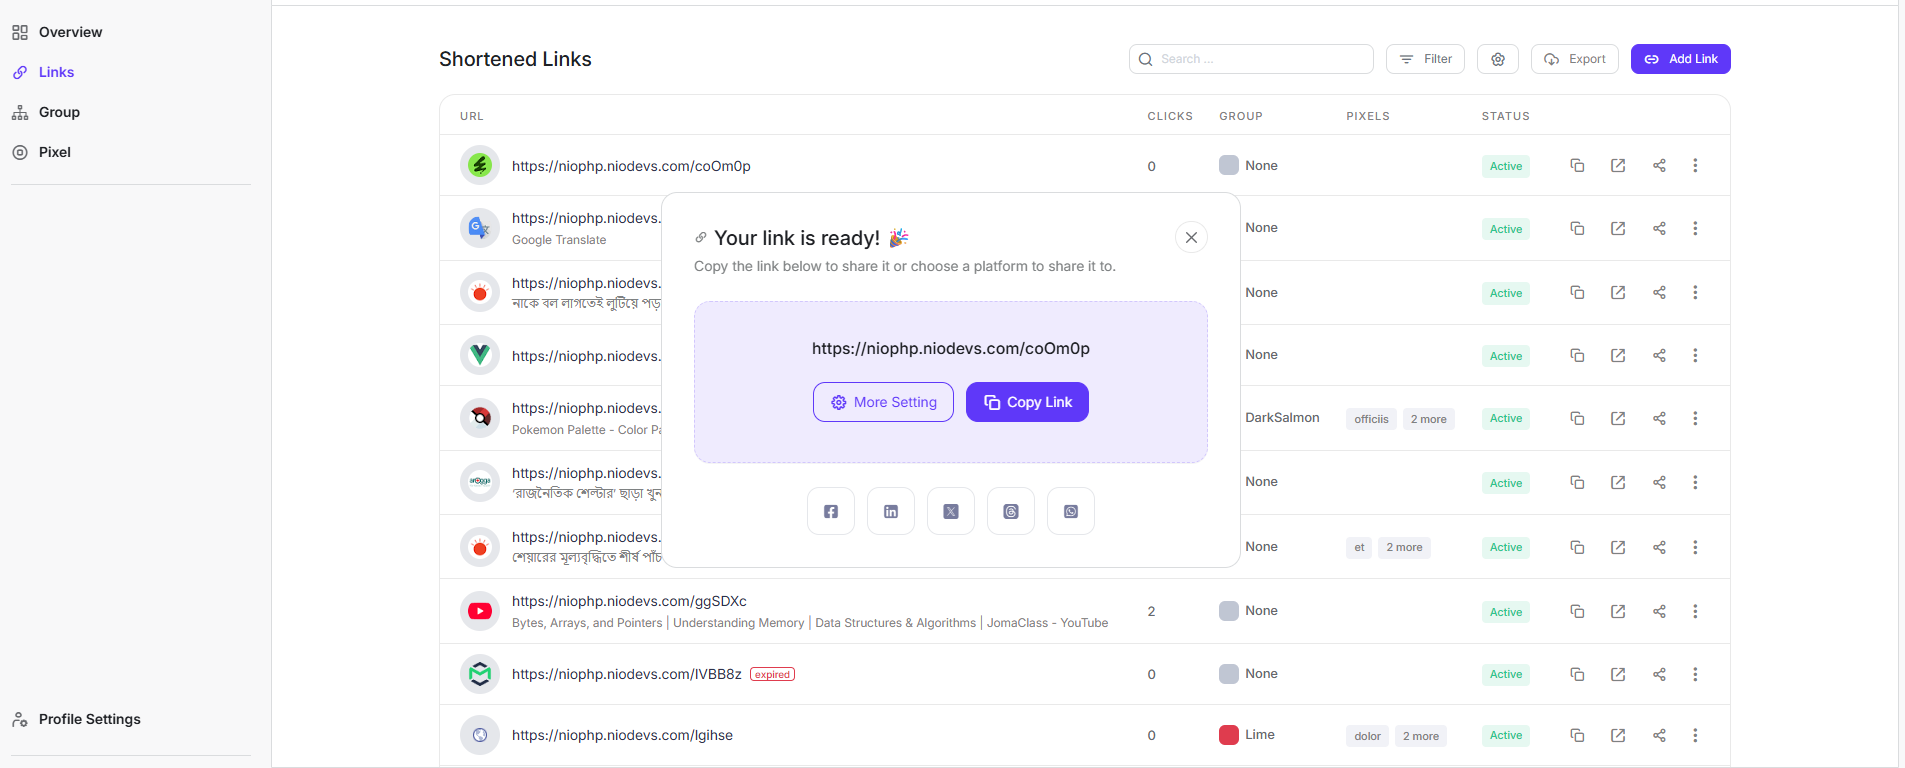 Overview
Links
Group
Pixel
Profile Settings
Shortened Links
Search ...
Filter
Export
Add Link
URL CLICKS GROUP PIXELS STATUS
https://niophp.niodevs.com/coOm0p 0 None Active
https://niophp.niodevs. None Active
Google Translate
https://niophp.niodevs. None Active
নাকে বল লাগতেই লুটিয়ে পড়
https://niophp.niodevs. None Active
https://niophp.niodevs. DarkSalmon officiis 2 more Active
Pokemon Palette - Color Pa
https://niophp.niodevs. None Active
arogga
'রাজনৈতিক শেল্টার' ছাড়া খুন
https://niophp.niodevs. None et 2 more Active
শেয়ারের মূল্যবৃদ্ধিতে শীর্ষ পাঁচ
https://niophp.niodevs.com/ggSDXc 2 None Active
Bytes, Arrays, and Pointers | Understanding Memory | Data Structures & Algorithms | JomaClass - YouTube
https://niophp.niodevs.com/IVBB8z expired 0 None Active
https://niophp.niodevs.com/lgihse 0 Lime dolor 2 more Active
Your link is ready! 🎉
Copy the link below to share it or choose a platform to share it to.
https://niophp.niodevs.com/coOm0p
More Setting
Copy Link